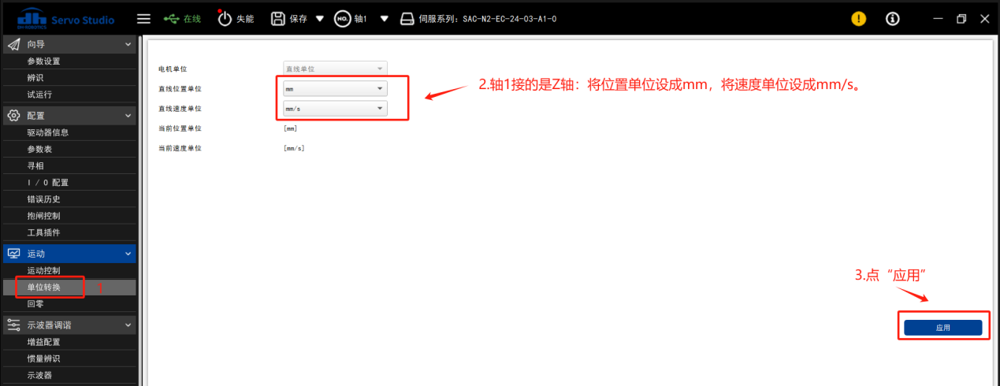 Servo Studio
在线
失能
保存
NO.
轴1
伺服系列：SAC-N2-EC-24-03-A1-0
向导
参数设置
辨识
试运行
配置
驱动器信息
参数表
寻相
I / O 配置
错误历史
抱闸控制
工具插件
运动
运动控制
单位转换
1
回零
示波器调谐
增益配置
惯量辨识
示波器
电机单位
直线单位
直线位置单位
mm
直线速度单位
mm/s
当前位置单位
[mm]
当前速度单位
[mm/s]
2.轴1接的是Z轴：将位置单位设成mm，将速度单位设成mm/s。
3.点“应用”
应用